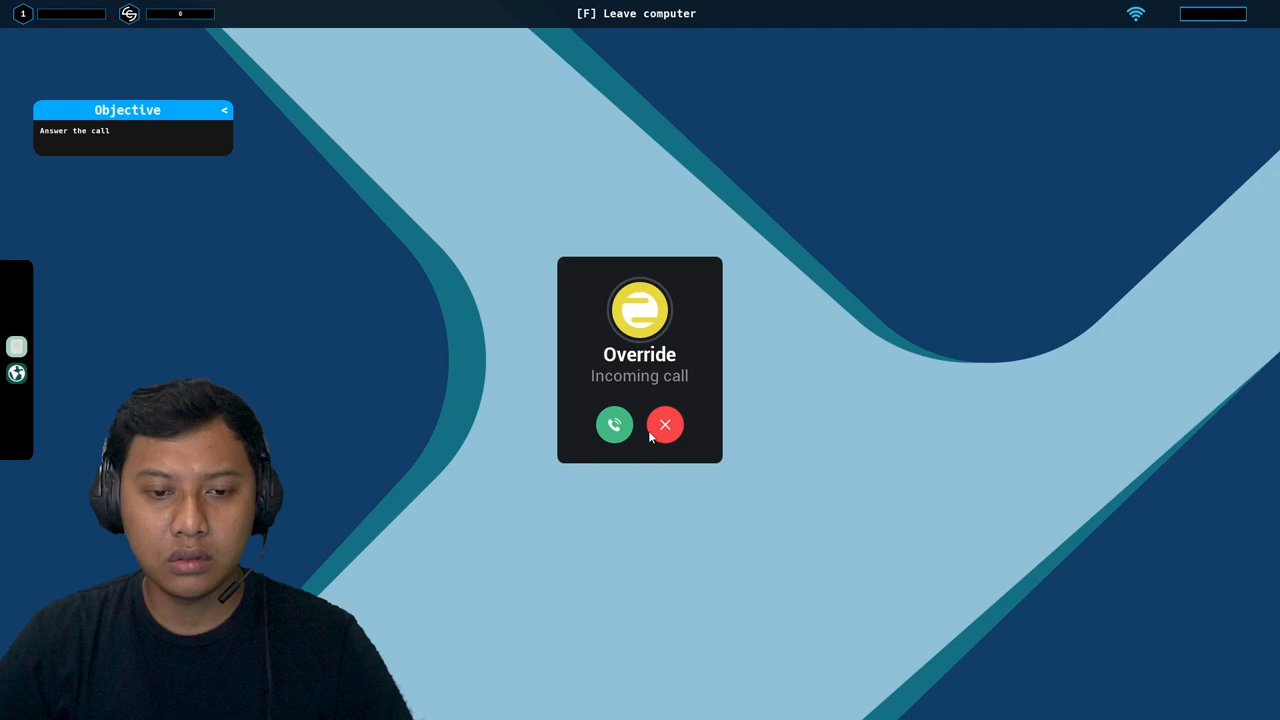 1
0
[F] Leave computer
Objective <
Answer the call
Override
Incoming call